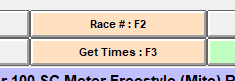 Race # : F2
Get Times : F3
100 SC Meter Freestyle (Mite)